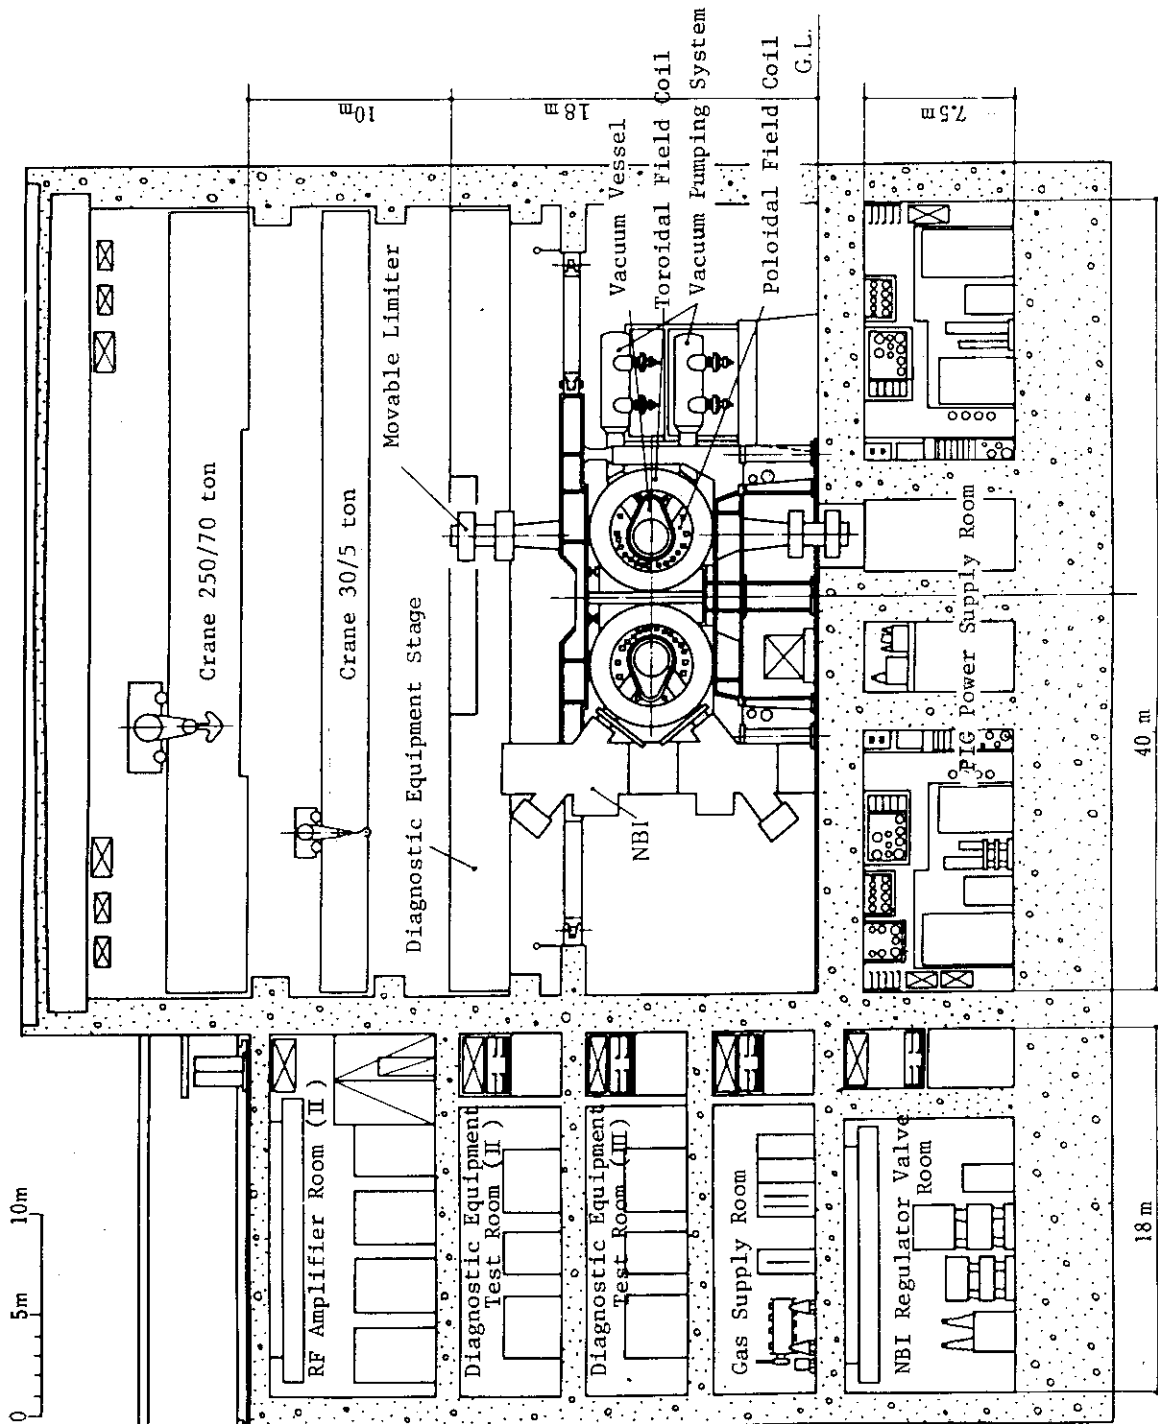 0 5m 10m
Crane 250/70 ton
Crane 30/5 ton
Movable Limiter
Diagnostic Equipment Stage
NBI
Vacuum Vessel
Toroidal Field Coil
Vacuum Pumping System
Poloidal Field Coil
G.L.
10m
18m
7.5m
RF Amplifier Room (II)
Diagnostic Equipment
Test Room (II)
Diagnostic Equipment
Test Room (III)
Gas Supply Room
NBI Regulator Valve
Room
PIG Power Supply Room
18m
40m